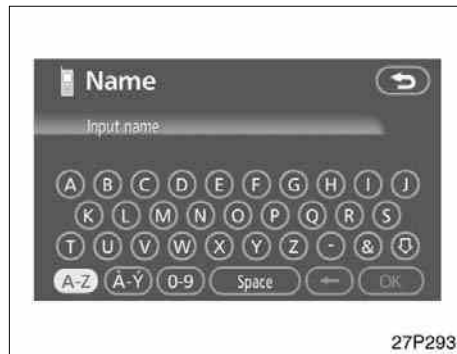 Name
Input name
A B C D E F G H I J
K L M N O P Q R S
T U V W X Y Z - &
A-Z À-Ý 0-9 Space ← OK
27P293